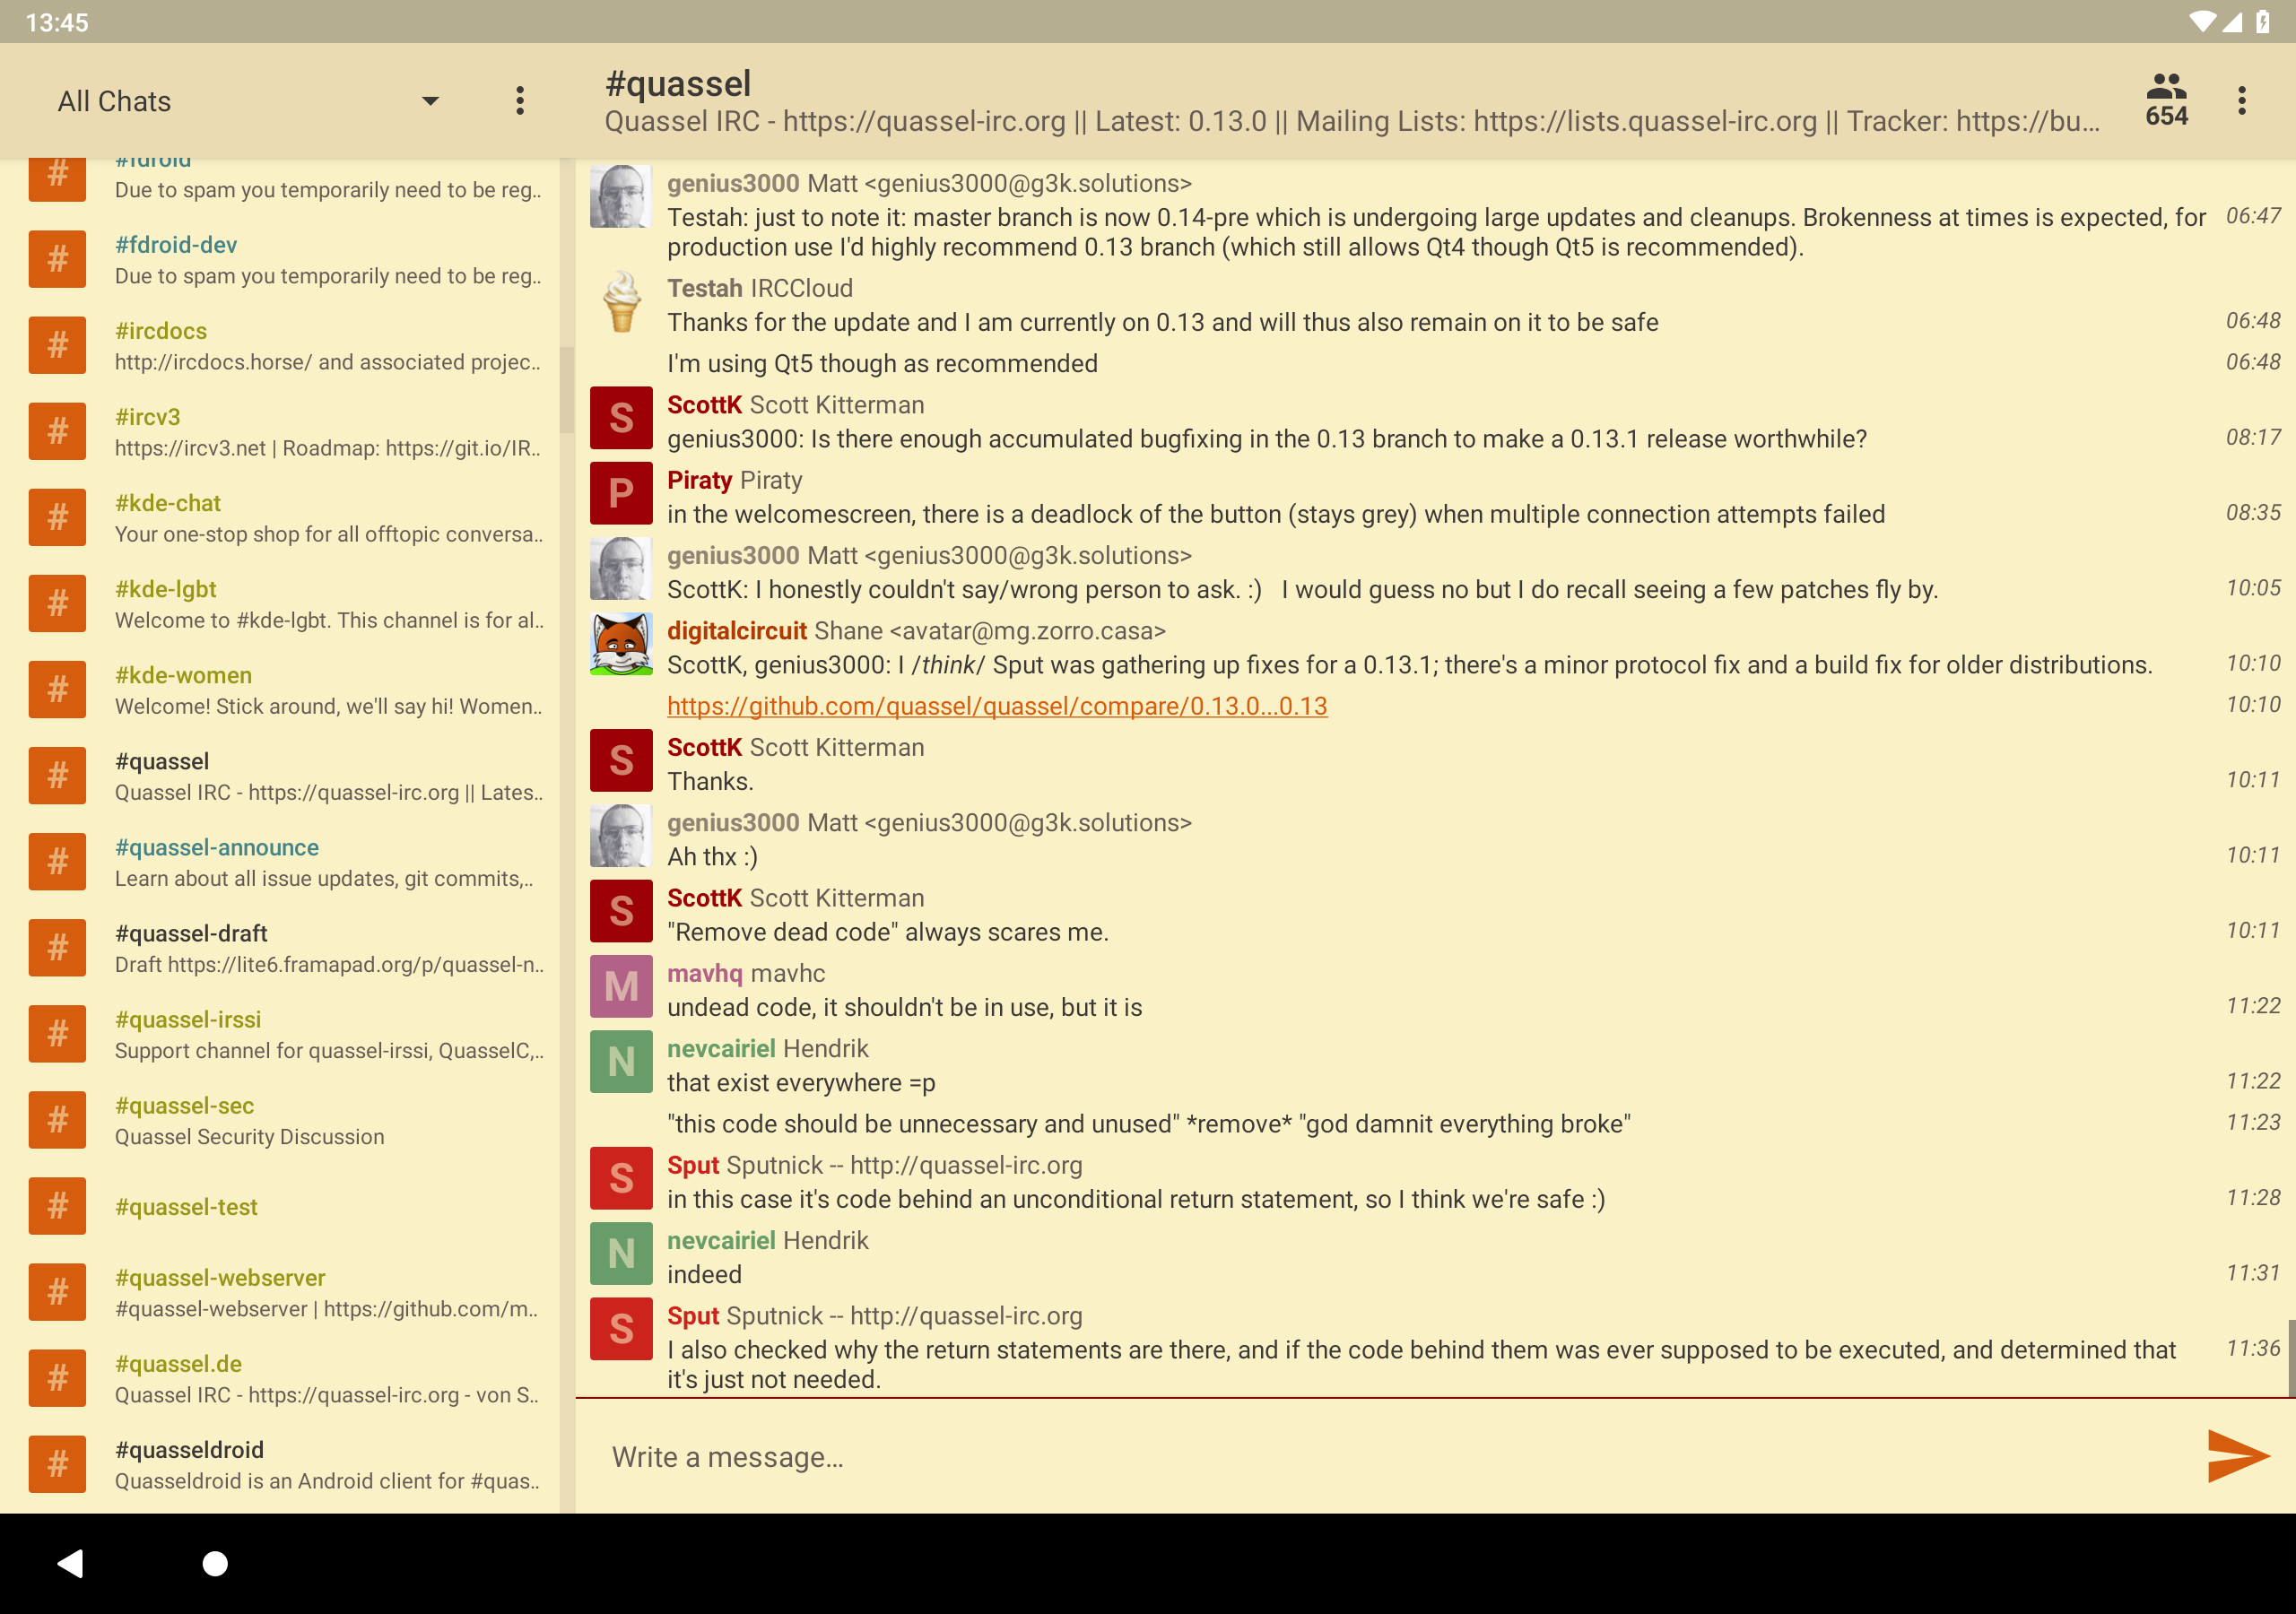 13:45
All Chats
#quassel
Quassel IRC - https://quassel-irc.org || Latest: 0.13.0 || Mailing Lists: https://lists.quassel-irc.org || Tracker: https://bu...
654
#fdroid
Due to spam you temporarily need to be reg..
#
#fdroid-dev
Due to spam you temporarily need to be reg..
#
#ircdocs
http://ircdocs.horse/ and associated projec..
#
#ircv3
https://ircv3.net | Roadmap: https://git.io/IR..
#
#kde-chat
Your one-stop shop for all offtopic conversa..
#
#kde-lgbt
Welcome to #kde-lgbt. This channel is for al..
#
#kde-women
Welcome! Stick around, we'll say hi! Women..
#
#quassel
Quassel IRC - https://quassel-irc.org || Lates..
#
#quassel-announce
Learn about all issue updates, git commits,..
#
#quassel-draft
Draft https://lite6.framapad.org/p/quassel-n..
#
#quassel-irssi
Support channel for quassel-irssi, QuasselC,..
#
#quassel-sec
Quassel Security Discussion
#
#quassel-test
#
#quassel-webserver
#quassel-webserver | https://github.com/m..
#
#quassel.de
Quassel IRC - https://quassel-irc.org - von S..
#
#quasseldroid
Quasseldroid is an Android client for #quas..
#
genius3000 Matt <genius3000@g3k.solutions>
Testah: just to note it: master branch is now 0.14-pre which is undergoing large updates and cleanups. Brokenness at times is expected, for 06:47
production use I'd highly recommend 0.13 branch (which still allows Qt4 though Qt5 is recommended).
Testah IRCCloud
Thanks for the update and I am currently on 0.13 and will thus also remain on it to be safe 06:48
I'm using Qt5 though as recommended 06:48
S ScottK Scott Kitterman
genius3000: Is there enough accumulated bugfixing in the 0.13 branch to make a 0.13.1 release worthwhile? 08:17
P Piraty Piraty
in the welcomescreen, there is a deadlock of the button (stays grey) when multiple connection attempts failed 08:35
genius3000 Matt <genius3000@g3k.solutions>
ScottK: I honestly couldn't say/wrong person to ask. :)   I would guess no but I do recall seeing a few patches fly by. 10:05
digitalcircuit Shane <avatar@mg.zorro.casa>
ScottK, genius3000: I /think/ Sput was gathering up fixes for a 0.13.1; there's a minor protocol fix and a build fix for older distributions. 10:10
https://github.com/quassel/quassel/compare/0.13.0...0.13 10:10
S ScottK Scott Kitterman
Thanks. 10:11
genius3000 Matt <genius3000@g3k.solutions>
Ah thx :) 10:11
S ScottK Scott Kitterman
"Remove dead code" always scares me. 10:11
M mavhq mavhc
undead code, it shouldn't be in use, but it is 11:22
N nevcairiel Hendrik
that exist everywhere =p 11:22
"this code should be unnecessary and unused" *remove* "god damnit everything broke" 11:23
S Sput Sputnick -- http://quassel-irc.org
in this case it's code behind an unconditional return statement, so I think we're safe :) 11:28
N nevcairiel Hendrik
indeed 11:31
S Sput Sputnick -- http://quassel-irc.org
I also checked why the return statements are there, and if the code behind them was ever supposed to be executed, and determined that 11:36
it's just not needed.
Write a message…